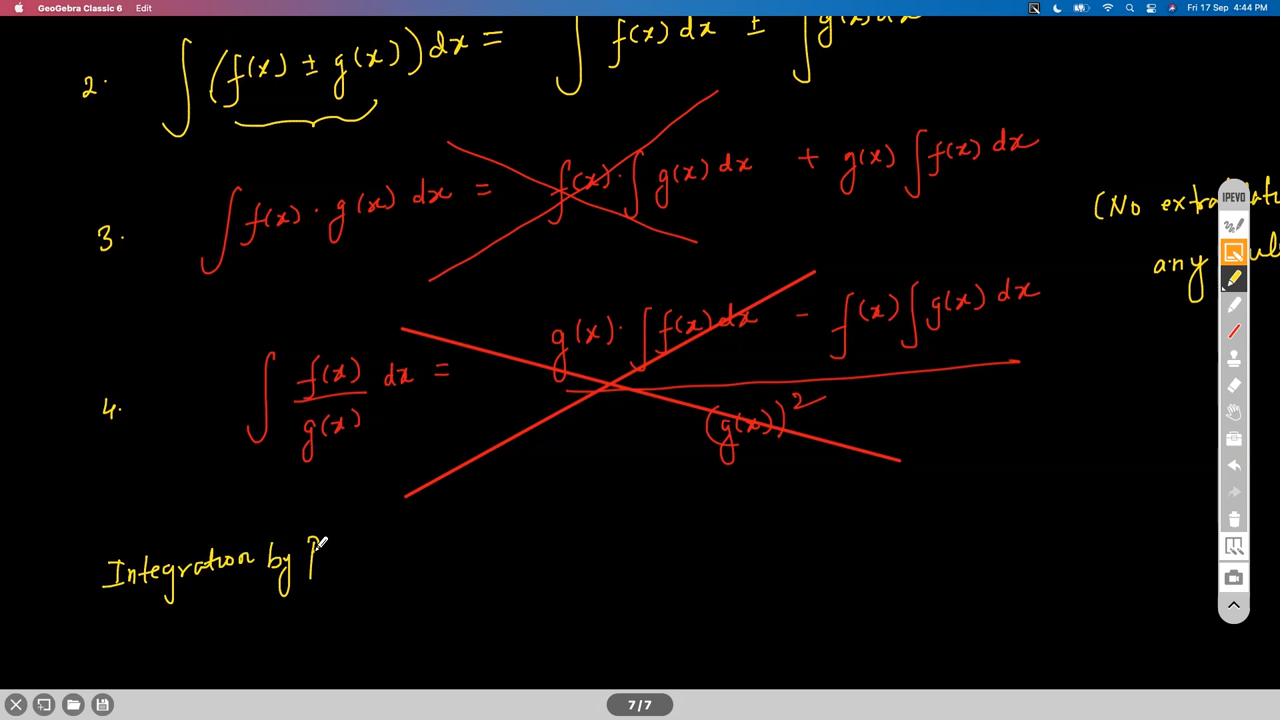 GeoGebra Classic 6 Edit Fri 17 Sep 4:44 PM
2. ∫ (f(x) ± g(x)) dx = ∫ f(x) dx ± ∫ g(x) dx
3. ∫ f(x) · g(x) dx = f(x) · ∫ g(x) dx + g(x) ∫ f(x) dx
(No extra
any
IPEVO
4. ∫ f(x)/g(x) dx = g(x) · ∫ f(x) dx - f(x) ∫ g(x) dx / (g(x))²
Integration by P
7/7